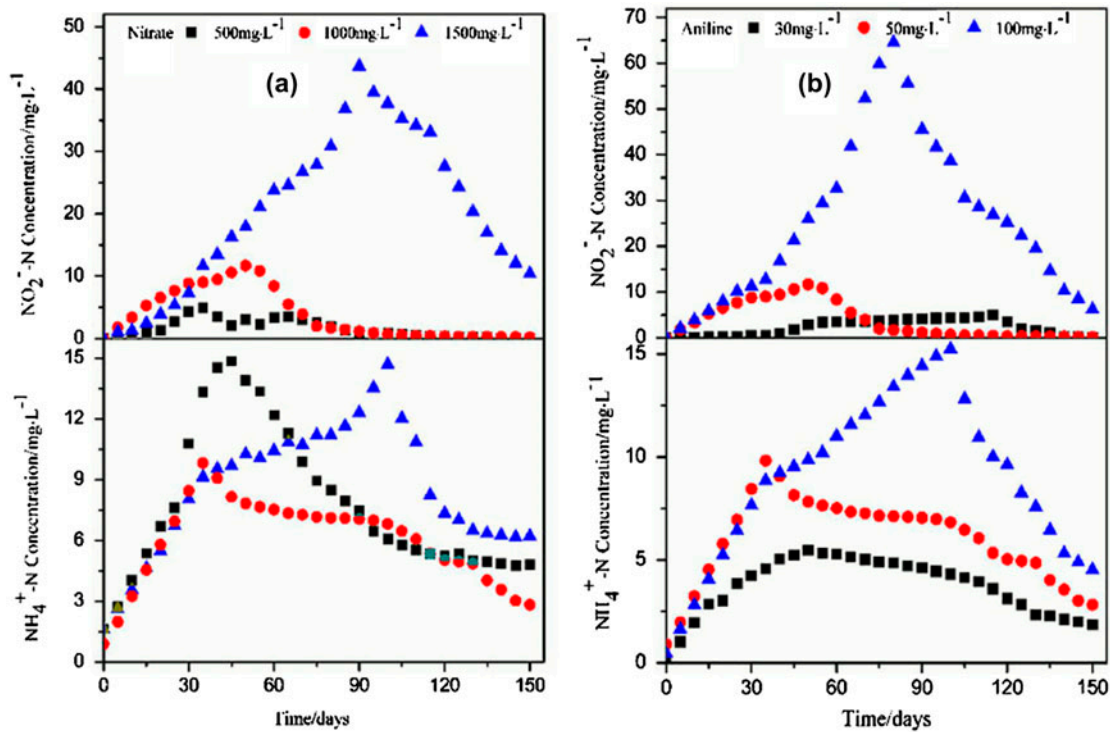 Nitrate 500mg·L⁻¹ 1000mg·L⁻¹ 1500mg·L⁻¹
(a)
NO₂⁻-N Concentration/mg·L⁻¹
50
40
30
20
10
0
NH₄⁺-N Concentration/mg·L⁻¹
15
12
9
6
3
0
0 30 60 90 120 150
Time/days
Aniline 30mg·L⁻¹ 50mg·L⁻¹ 100mg·L⁻¹
(b)
NO₂⁻-N Concentration/mg·L⁻¹
70
60
50
40
30
20
10
0
NH₄⁺-N Concentration/mg·L⁻¹
15
10
5
0
0 30 60 90 120 150
Time/days